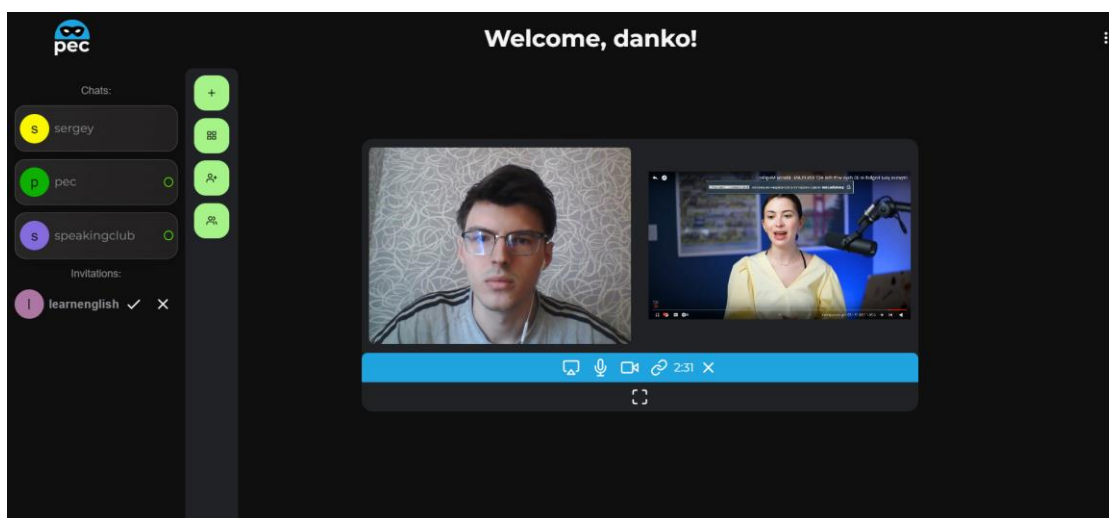 pec
Welcome, danko!
Chats:
s sergey
p pec
s speakingclub
Invitations:
l learnenglish
2:31